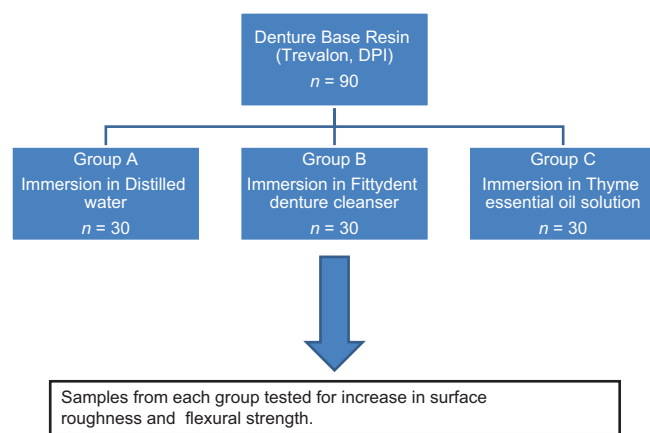 Denture Base Resin
(Trevalon, DPI)
n = 90
Group A
Immersion in Distilled
water
n = 30
Group B
Immersion in Fittydent
denture cleanser
n = 30
Group C
Immersion in Thyme
essential oil solution
n = 30
Samples from each group tested for increase in surface
roughness and flexural strength.